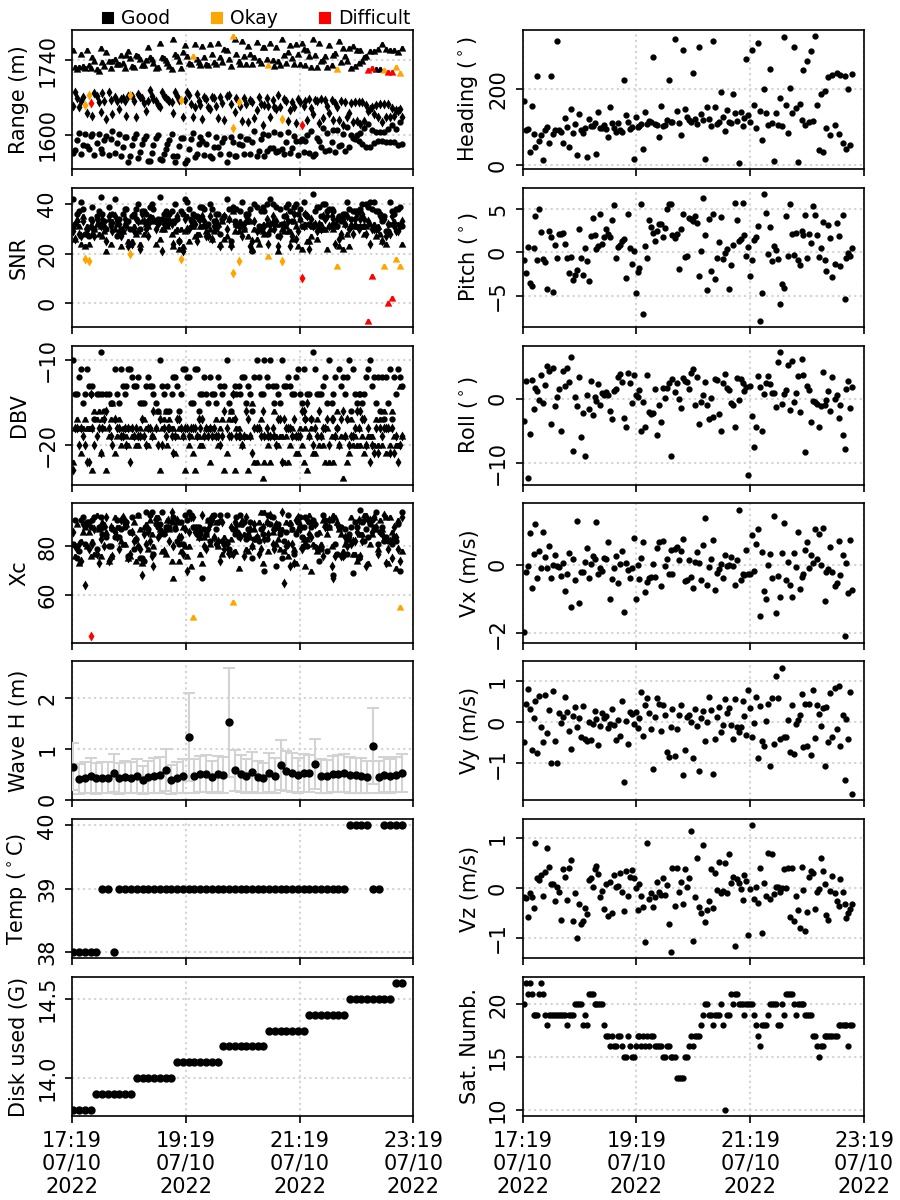 Good Okay Difficult
Range (m)
1740
1600
Heading (°)
200
0
SNR
40
20
0
Pitch (°)
5
0
−5
DBV
−10
−20
Roll (°)
0
−10
Xc
80
60
Vx (m/s)
0
−2
Wave H (m)
2
1
0
Vy (m/s)
1
0
−1
Temp (°C)
40
39
38
Vz (m/s)
1
0
−1
Disk used (G)
14.5
14.0
Sat. Numb.
20
15
10
17:19 19:19 21:19 23:19 17:19 19:19 21:19 23:19
07/10 07/10 07/10 07/10 07/10 07/10 07/10 07/10
2022 2022 2022 2022 2022 2022 2022 2022